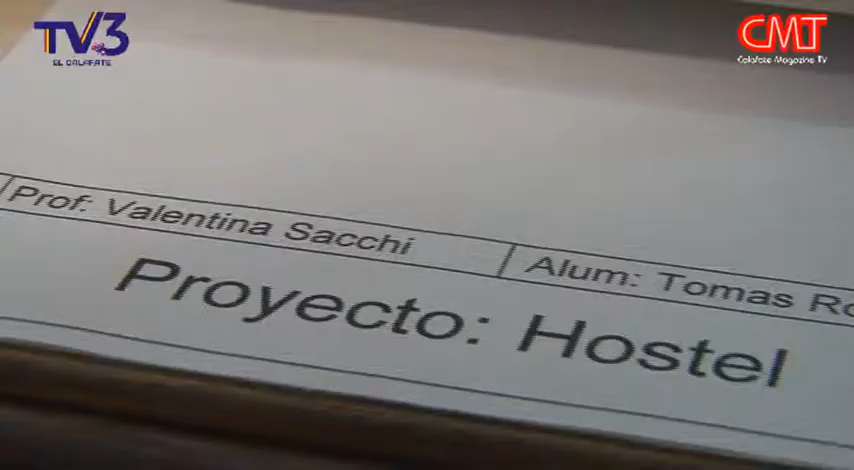 TV3
EL CALAFATE
CMT
Calafate Magazine TV
Prof: Valentina Sacchi
Alum: Tomas
Proyecto: Hostel